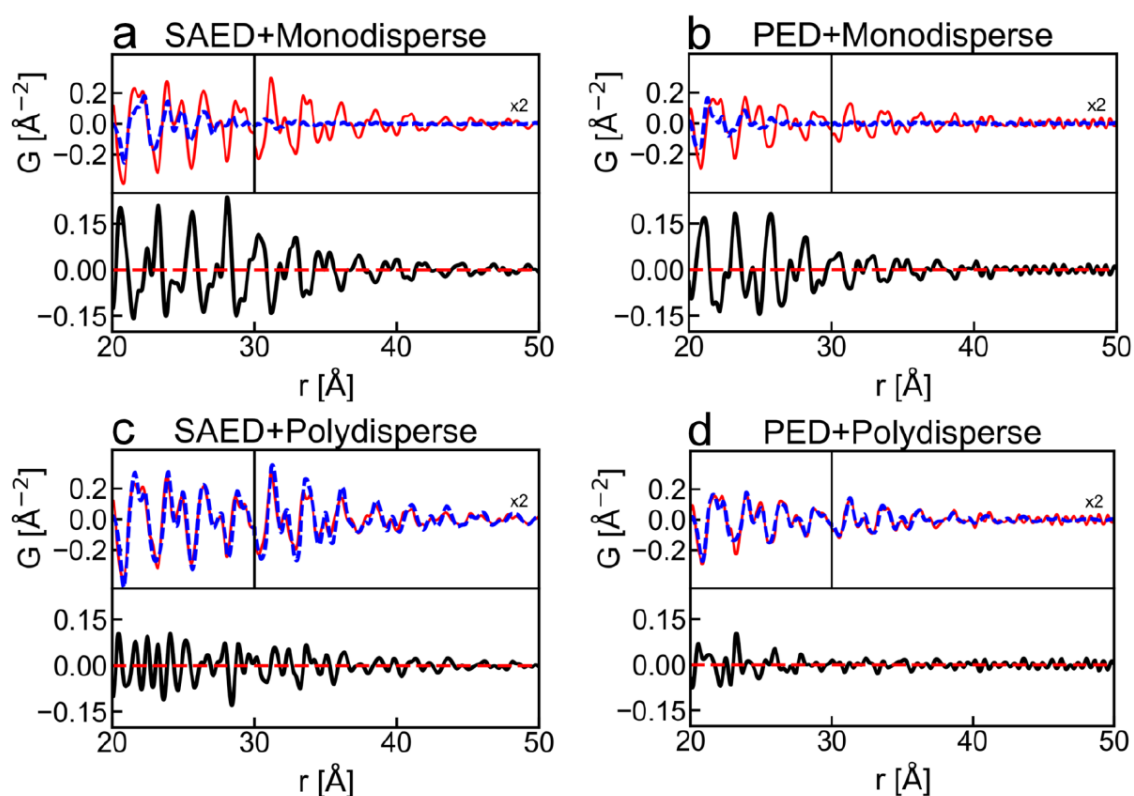 a SAED+Monodisperse
G [Å⁻²]
0.2
0.0
−0.2
x2
0.15
0.00
−0.15
20 30 40 50
r [Å]
b PED+Monodisperse
G [Å⁻²]
0.2
0.0
−0.2
x2
0.15
0.00
−0.15
20 30 40 50
r [Å]
c SAED+Polydisperse
G [Å⁻²]
0.2
0.0
−0.2
x2
0.15
0.00
−0.15
20 30 40 50
r [Å]
d PED+Polydisperse
G [Å⁻²]
0.2
0.0
−0.2
x2
0.15
0.00
−0.15
20 30 40 50
r [Å]